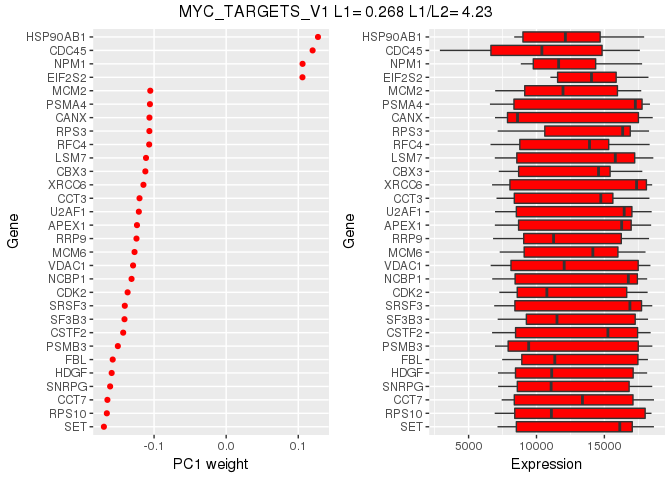 MYC_TARGETS_V1 L1= 0.268 L1/L2= 4.23
Gene
HSP90AB1
CDC45
NPM1
EIF2S2
MCM2
PSMA4
CANX
RPS3
RFC4
LSM7
CBX3
XRCC6
CCT3
U2AF1
APEX1
RRP9
MCM6
VDAC1
NCBP1
CDK2
SRSF3
SF3B3
CSTF2
PSMB3
FBL
HDGF
SNRPG
CCT7
RPS10
SET
-0.1 0.0 0.1
PC1 weight
Gene
HSP90AB1
CDC45
NPM1
EIF2S2
MCM2
PSMA4
CANX
RPS3
RFC4
LSM7
CBX3
XRCC6
CCT3
U2AF1
APEX1
RRP9
MCM6
VDAC1
NCBP1
CDK2
SRSF3
SF3B3
CSTF2
PSMB3
FBL
HDGF
SNRPG
CCT7
RPS10
SET
5000 10000 15000
Expression